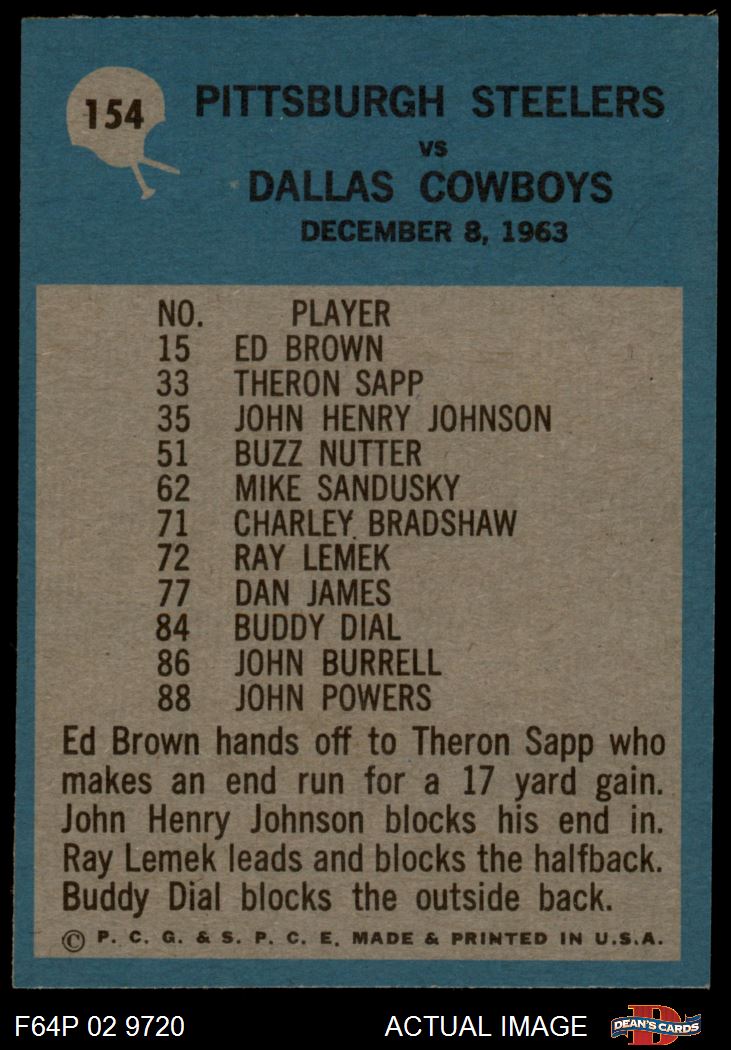 154
PITTSBURGH STEELERS
VS
DALLAS COWBOYS
DECEMBER 8, 1963
NO. PLAYER
15 ED BROWN
33 THERON SAPP
35 JOHN HENRY JOHNSON
51 BUZZ NUTTER
62 MIKE SANDUSKY
71 CHARLEY BRADSHAW
72 RAY LEMEK
77 DAN JAMES
84 BUDDY DIAL
86 JOHN BURRELL
88 JOHN POWERS
Ed Brown hands off to Theron Sapp who
makes an end run for a 17 yard gain.
John Henry Johnson blocks his end in.
Ray Lemek leads and blocks the halfback.
Buddy Dial blocks the outside back.
© P. C. G. & S. P. C. E. MADE & PRINTED IN U.S.A.
F64P 02 9720 ACTUAL IMAGE
D
DEAN'S CARDS